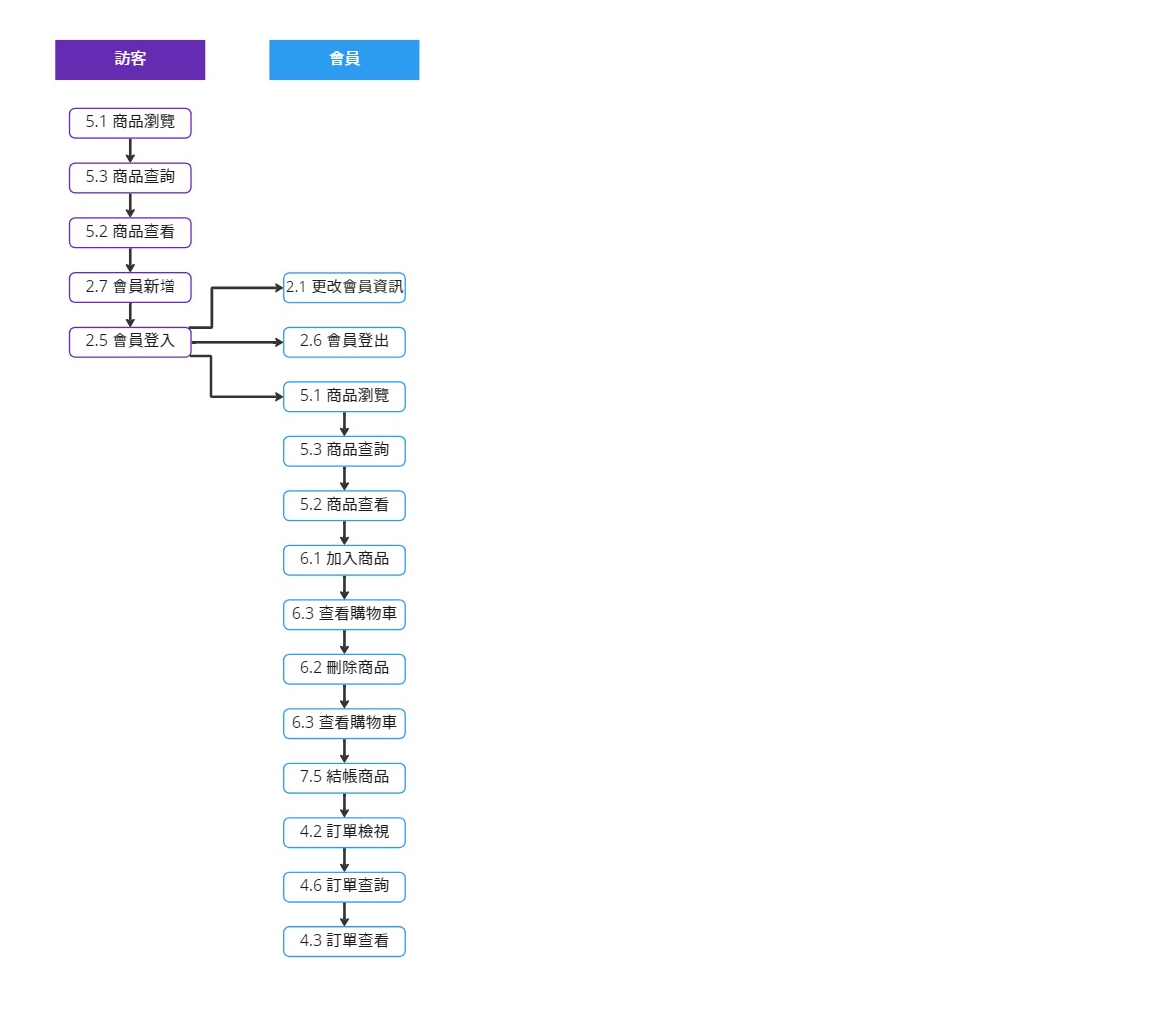 訪客
會員
5.1 商品瀏覽
5.3 商品查詢
5.2 商品查看
2.7 會員新增
2.5 會員登入
2.1 更改會員資訊
2.6 會員登出
5.1 商品瀏覽
5.3 商品查詢
5.2 商品查看
6.1 加入商品
6.3 查看購物車
6.2 刪除商品
6.3 查看購物車
7.5 結帳商品
4.2 訂單檢視
4.6 訂單查詢
4.3 訂單查看